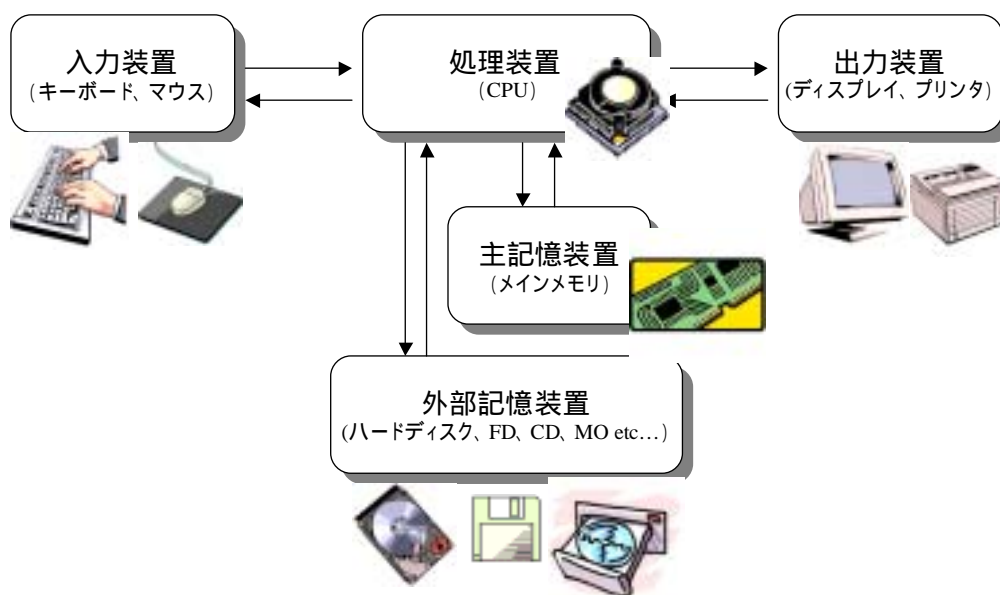 入力装置
(キーボード、マウス)
処理装置
(CPU)
出力装置
(ディスプレイ、プリンタ)
主記憶装置
(メインメモリ)
外部記憶装置
(ハードディスク、FD、CD、MO etc…)